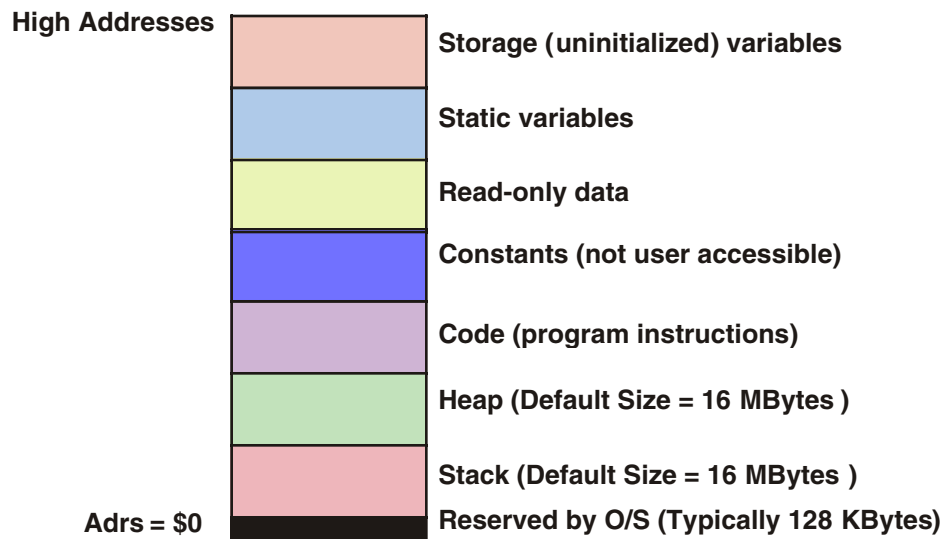 High Addresses
Storage (uninitialized) variables
Static variables
Read-only data
Constants (not user accessible)
Code (program instructions)
Heap (Default Size = 16 MBytes )
Stack (Default Size = 16 MBytes )
Adrs = $0
Reserved by O/S (Typically 128 KBytes)